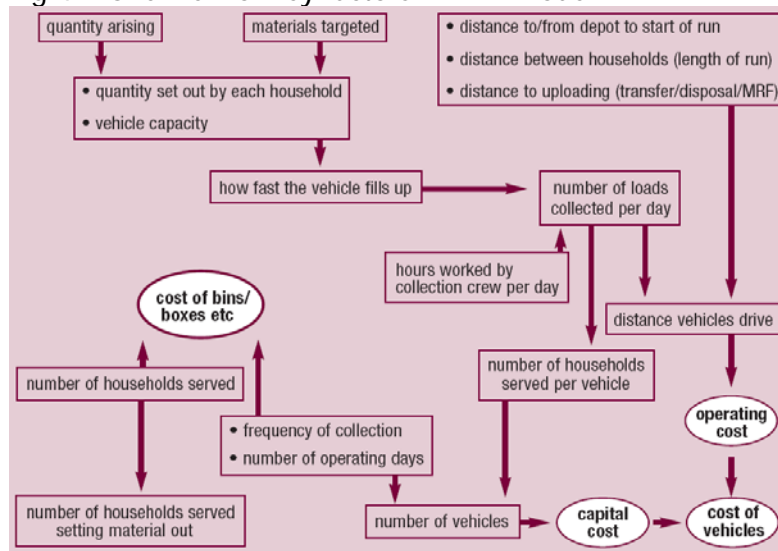 quantity arising
materials targeted
• distance to/from depot to start of run
• distance between households (length of run)
• distance to uploading (transfer/disposal/MRF)
• quantity set out by each household
• vehicle capacity
how fast the vehicle fills up
number of loads
collected per day
hours worked by
collection crew per day
cost of bins/
boxes etc
distance vehicles drive
number of households served
number of households
served per vehicle
• frequency of collection
• number of operating days
operating
cost
number of households served
setting material out
number of vehicles
capital
cost
cost of
vehicles